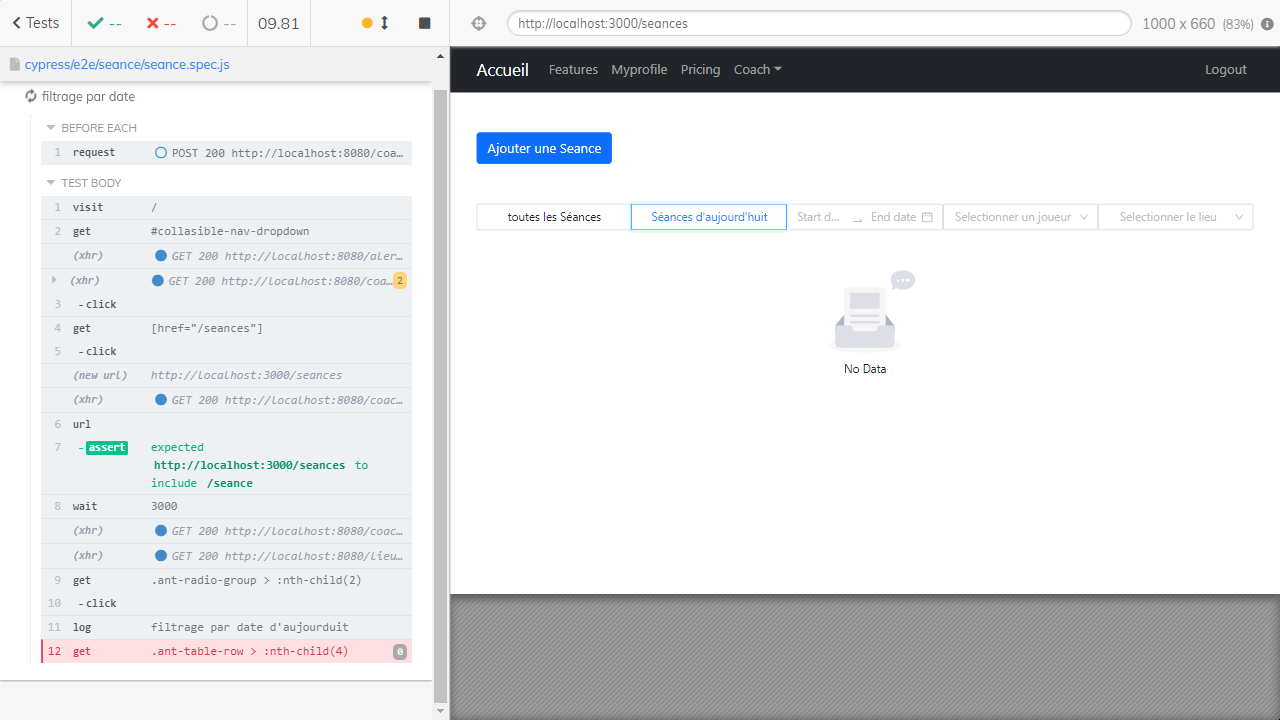 Tests
--
--
--
09.81
http://localhost:3000/seances
1000 x 660 (83%)
cypress/e2e/seance/seance.spec.js
filtrage par date
BEFORE EACH
1 request POST 200 http://localhost:8080/coa…
TEST BODY
1 visit /
2 get #collasible-nav-dropdown
(xhr) GET 200 http://localhost:8080/aler…
(xhr) GET 200 http://localhost:8080/coa… 2
3 -click
4 get [href="/seances"]
5 -click
(new url) http://localhost:3000/seances
(xhr) GET 200 http://localhost:8080/coac…
6 url
7 -assert expected
http://localhost:3000/seances to
include /seance
8 wait 3000
(xhr) GET 200 http://localhost:8080/coac…
(xhr) GET 200 http://localhost:8080/lieu…
9 get .ant-radio-group > :nth-child(2)
10 -click
11 log filtrage par date d'aujourduit
12 get .ant-table-row > :nth-child(4) 0
Accueil Features Myprofile Pricing Coach Logout
Ajouter une Seance
toutes les Séances Séances d'aujourd'huit Start d... End date Selectionner un joueur Selectionner le lieu
No Data